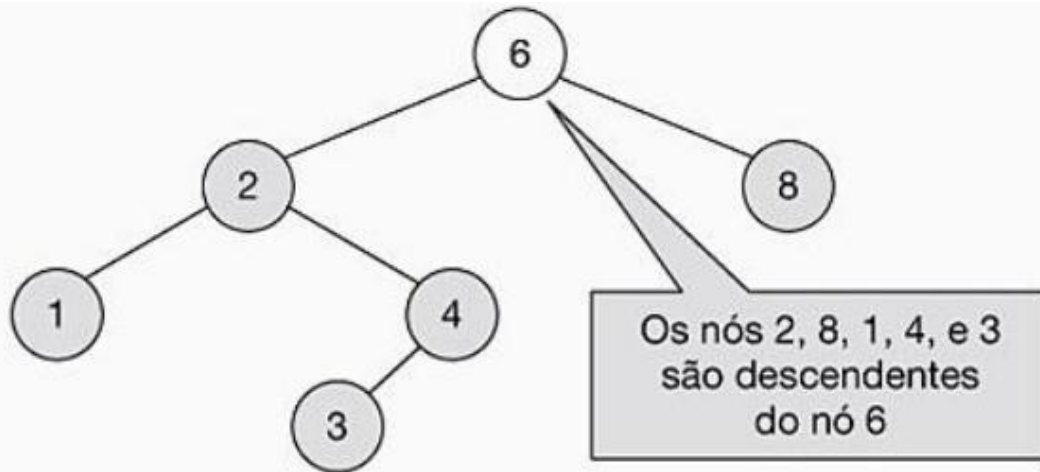 6
2
8
1
4
3
Os nós 2, 8, 1, 4, e 3
são descendentes
do nó 6